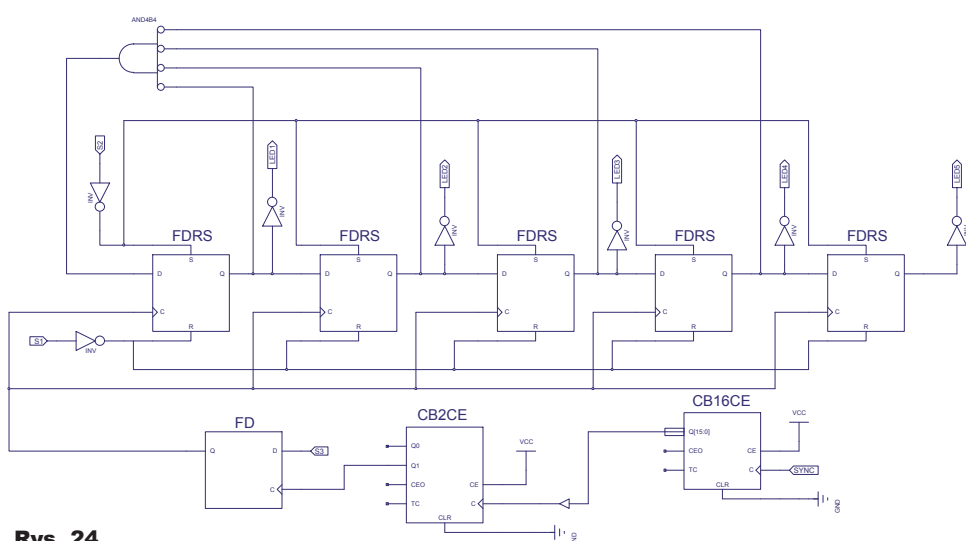 AND4B4
S2
INV
LED1
INV
LED2
INV
LED3
INV
LED4
INV
LED5
FDRS
FDRS
FDRS
FDRS
FDRS
S
D
Q
C
R
S
D
Q
C
R
S
D
Q
C
R
S
D
Q
C
R
S
D
Q
C
R
S1
INV
FD
Q
D
C
S3
CB2CE
Q0
Q1
CEO
TC
CE
C
CLR
VCC
CB16CE
Q[15:0]
CEO
TC
CE
C
CLR
VCC
SYNC
GND
Rys. 24